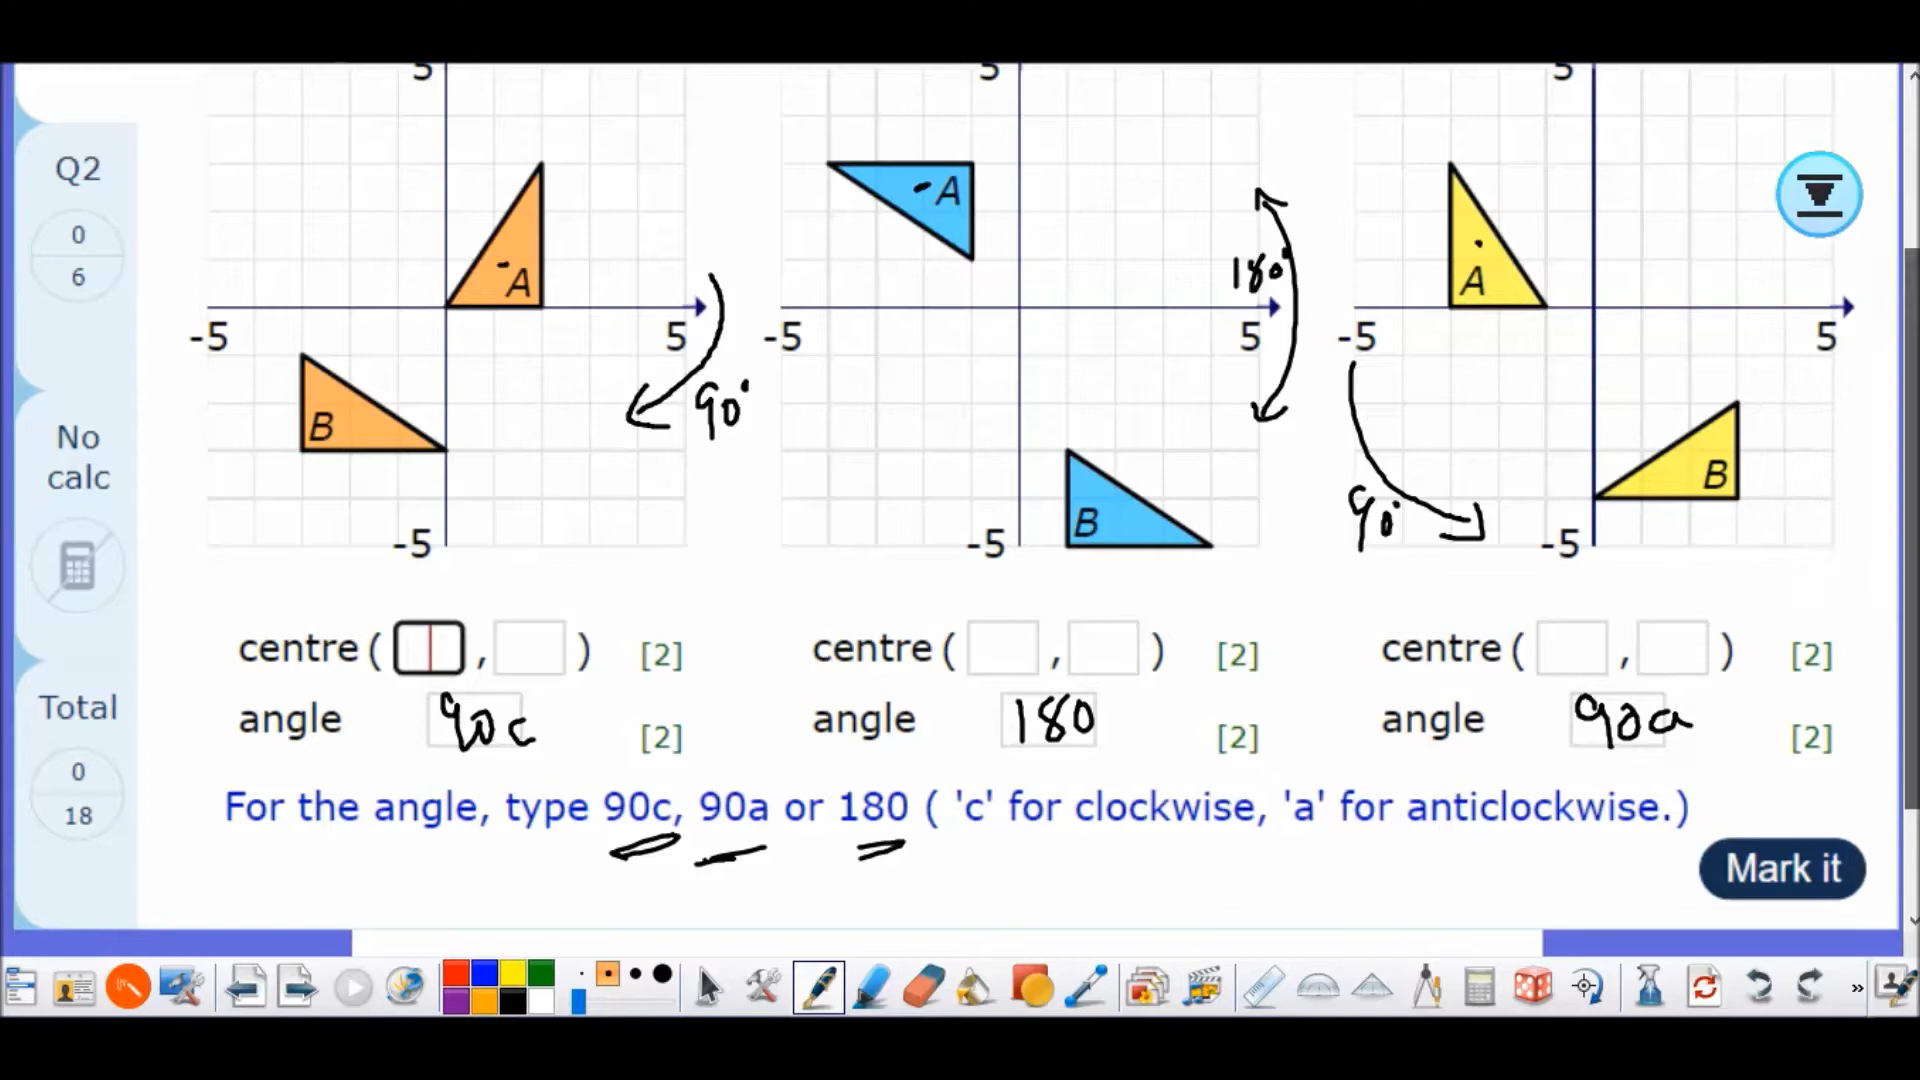 5 5 5
Q2
0
6
A A A
180°
-5 5 -5 5 -5 5
90°
B B B
90°
-5 -5 -5
No
calc
centre ( , ) [2] centre ( , ) [2] centre ( , ) [2]
angle 90c [2] angle 180 [2] angle 90a [2]
Total
0
18
For the angle, type 90c, 90a or 180 ( 'c' for clockwise, 'a' for anticlockwise.)
Mark it
»